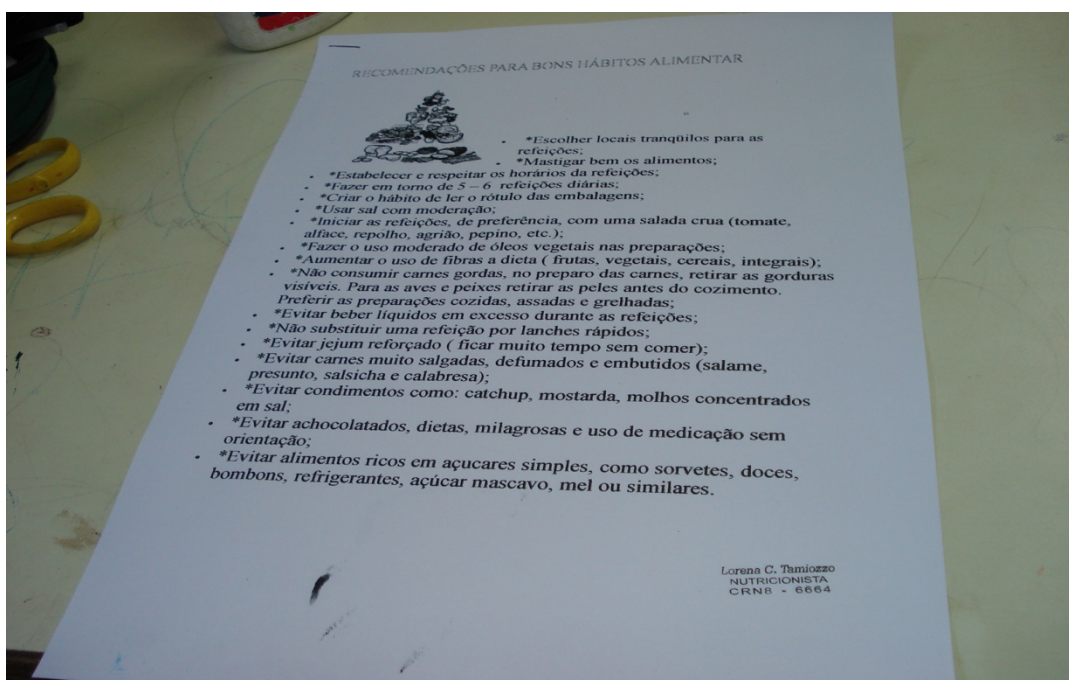 RECOMENDAÇÕES PARA BONS HÁBITOS ALIMENTAR
• *Escolher locais tranqüilos para as
refeições;
• *Mastigar bem os alimentos;
• *Estabelecer e respeitar os horários da refeições;
• *Fazer em torno de 5 – 6 refeições diárias;
• *Criar o hábito de ler o rótulo das embalagens;
• *Usar sal com moderação;
• *Iniciar as refeições, de preferência, com uma salada crua (tomate,
alface, repolho, agrião, pepino, etc.);
• *Fazer o uso moderado de óleos vegetais nas preparações;
• *Aumentar o uso de fibras a dieta ( frutas, vegetais, cereais, integrais);
• *Não consumir carnes gordas, no preparo das carnes, retirar as gorduras
visíveis. Para as aves e peixes retirar as peles antes do cozimento.
Preferir as preparações cozidas, assadas e grelhadas;
• *Evitar beber líquidos em excesso durante as refeições;
• *Não substituir uma refeição por lanches rápidos;
• *Evitar jejum reforçado ( ficar muito tempo sem comer);
• *Evitar carnes muito salgadas, defumados e embutidos (salame,
presunto, salsicha e calabresa);
• *Evitar condimentos como: catchup, mostarda, molhos concentrados
em sal;
• *Evitar achocolatados, dietas, milagrosas e uso de medicação sem
orientação;
• *Evitar alimentos ricos em açucares simples, como sorvetes, doces,
bombons, refrigerantes, açúcar mascavo, mel ou similares.
Lorena C. Tamiozzo
NUTRICIONISTA
CRN8 - 6664